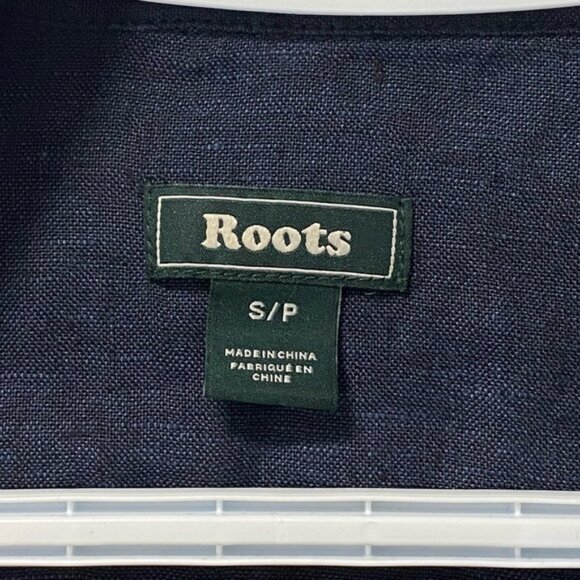 Roots
S/P
MADE IN CHINA
FABRIQUÉ EN
CHINE